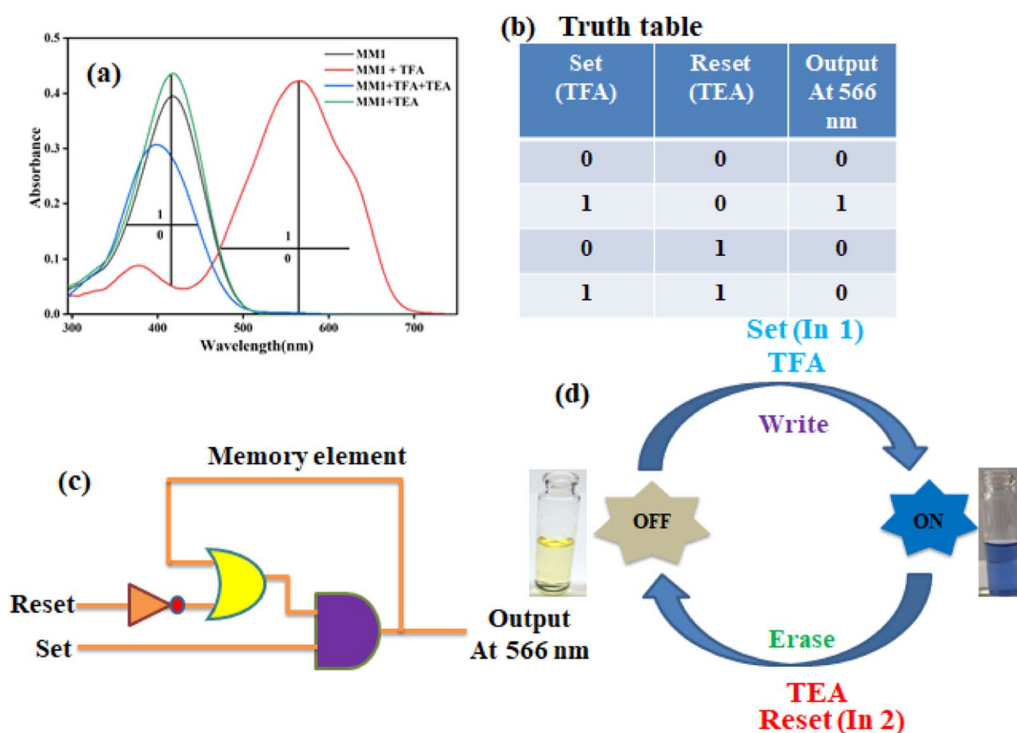 (a)
MM1
MM1 + TFA
MM1+TFA+TEA
MM1+TEA
Absorbance
0.5
0.4
0.3
0.2
0.1
0.0
1
0
1
0
300 400 500 600 700
Wavelength(nm)
(b) Truth table
Set (TFA) Reset (TEA) Output
At 566
nm
0 0 0
1 0 1
0 1 0
1 1 0
(c)
Memory element
Reset
Set
Output
At 566 nm
(d)
Set (In 1)
TFA
Write
OFF
ON
Erase
TEA
Reset (In 2)